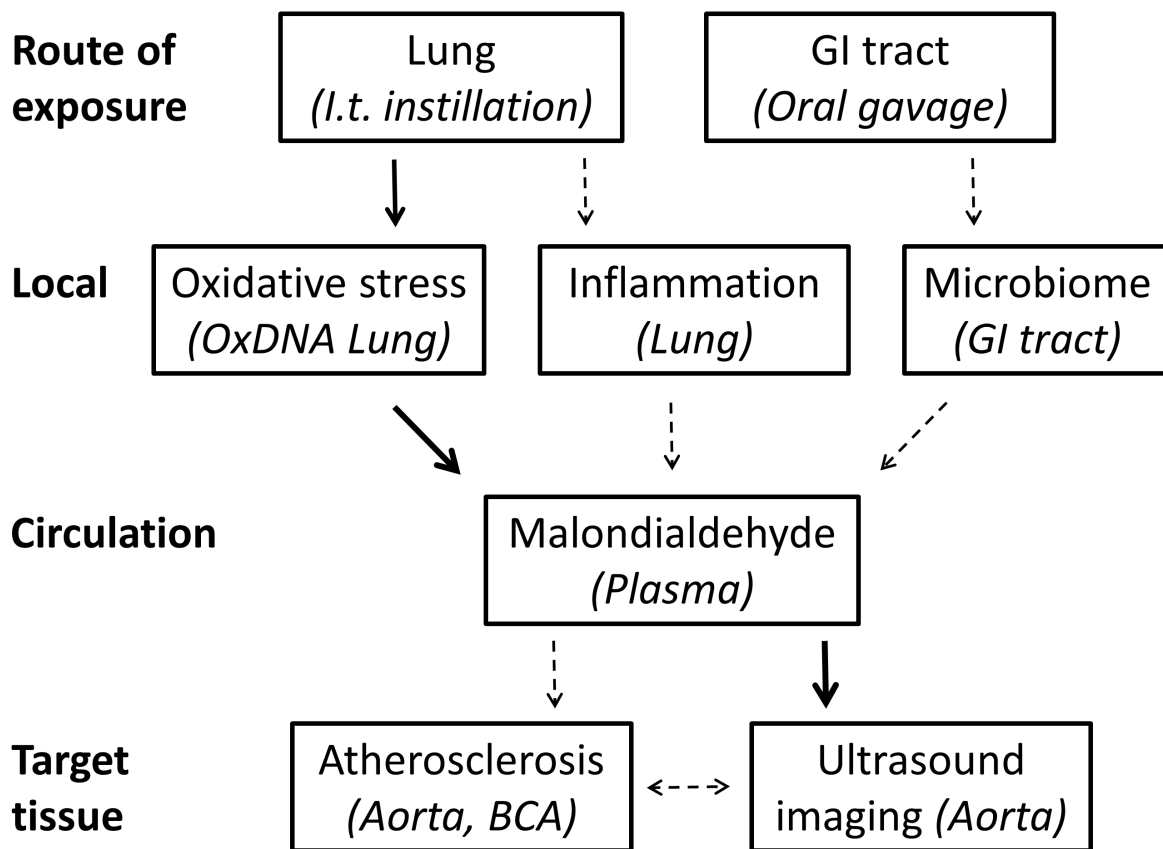 Route of
exposure
Lung
(I.t. instillation)
GI tract
(Oral gavage)
Local
Oxidative stress
(OxDNA Lung)
Inflammation
(Lung)
Microbiome
(GI tract)
Circulation
Malondialdehyde
(Plasma)
Target
tissue
Atherosclerosis
(Aorta, BCA)
Ultrasound
imaging (Aorta)